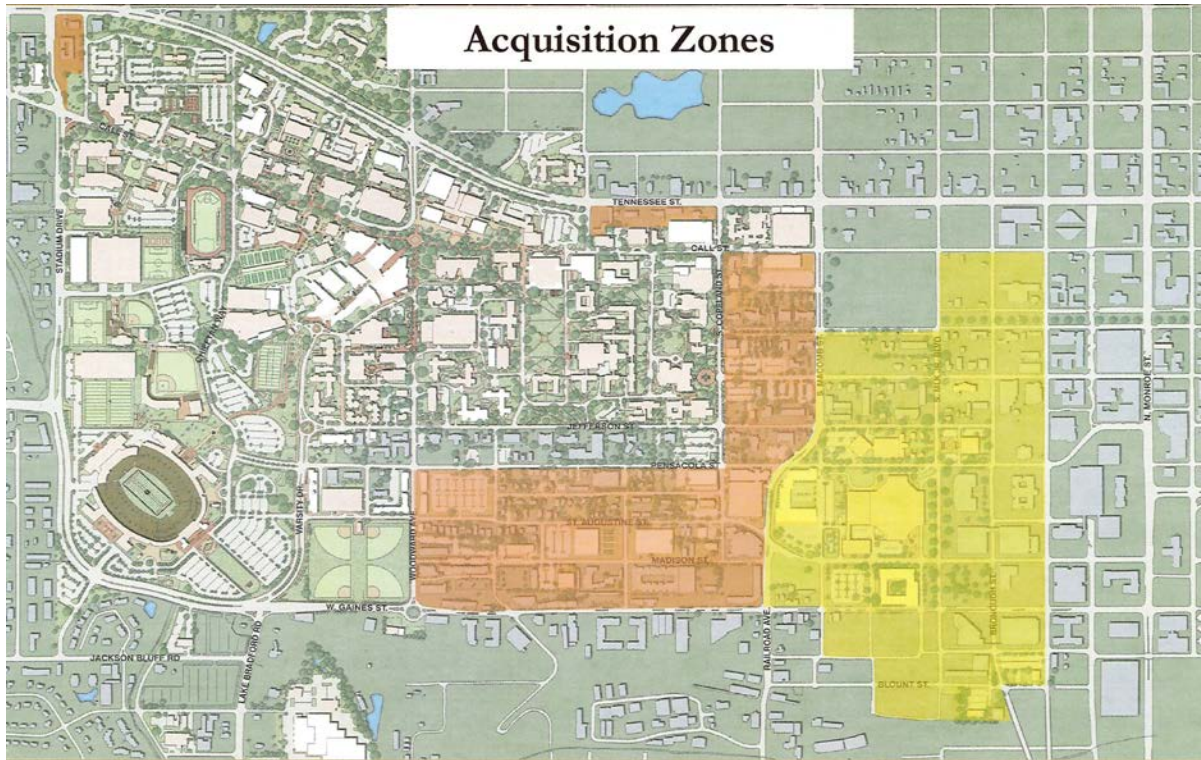 Acquisition Zones
TENNESSEE ST.
CALL ST.
STADIUM DRIVE
S. COPELAND ST.
N. MONROE ST.
JEFFERSON ST.
PENSACOLA ST.
VARSITY DR.
WOODWARD AVE
ST. AUGUSTINE ST.
MADISON ST.
W. GAINES ST.
RAILROAD AVE.
BRONOUGH ST.
LAKE BRADFORD RD
JACKSON BLUFF RD
BLOUNT ST.